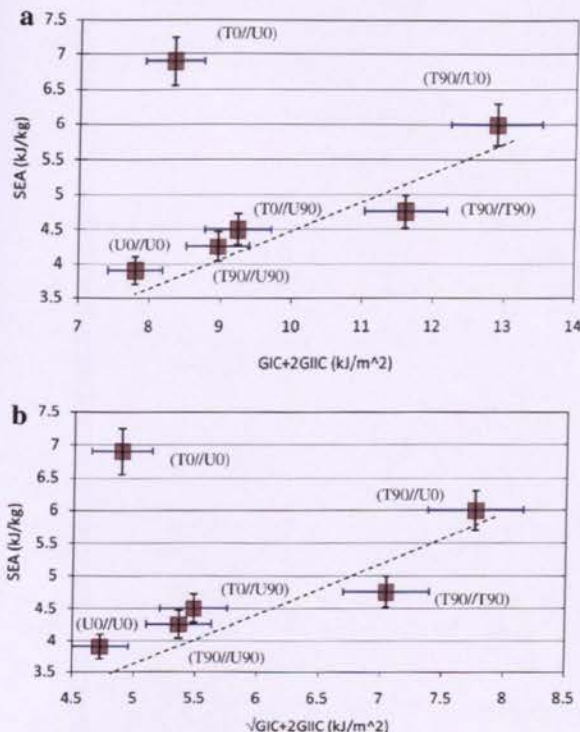 a
7.5
7
6.5
6
5.5
5
4.5
4
3.5
SEA (kJ/kg)
(T0//U0)
(T90//U0)
(T0//U90)
(T90//T90)
(U0//U0)
(T90//U90)
7 8 9 10 11 12 13 14
GIC+2GIIC (kJ/m^2)
b
7.5
7
6.5
6
5.5
5
4.5
4
3.5
SEA (kJ/kg)
(T0//U0)
(T90//U0)
(T0//U90)
(T90//T90)
(U0//U0)
(T90//U90)
4.5 5 5.5 6 6.5 7 7.5 8 8.5
√GIC+2GIIC (kJ/m^2)